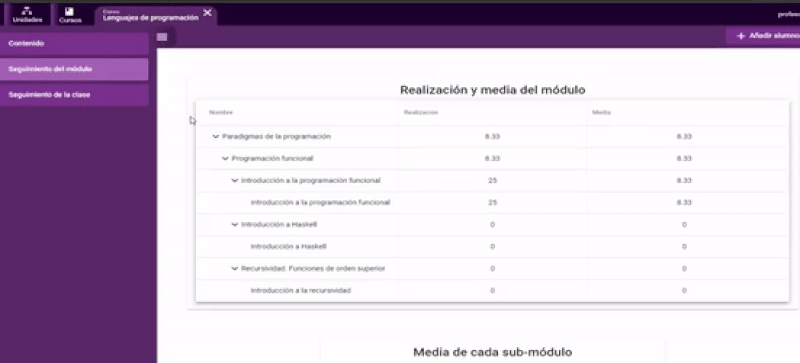 Unidades
Cursos
Curso
Lenguajes de programación
Añadir alumno
Contenido
Seguimiento del módulo
Seguimiento de la clase
Realización y media del módulo
Nombre Realización Media
Paradigmas de la programación 8.33 8.33
Programación funcional 8.33 8.33
Introducción a la programación funcional 25 8.33
Introducción a la programación funcional 25 8.33
Introducción a Haskell 0 0
Introducción a Haskell 0 0
Recursividad. Funciones de orden superior 0 0
Introducción a la recursividad 0 0
Media de cada sub-módulo